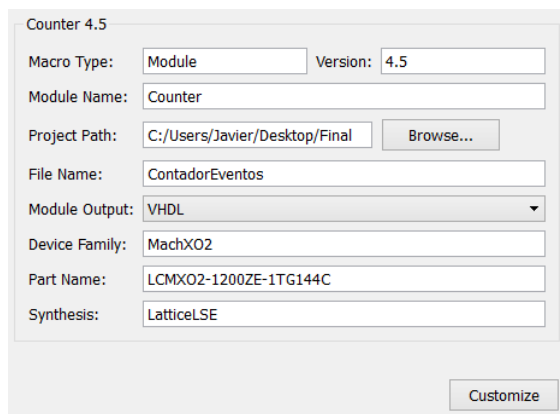 Counter 4.5
Macro Type: Module Version: 4.5
Module Name: Counter
Project Path: C:/Users/Javier/Desktop/Final Browse...
File Name: ContadorEventos
Module Output: VHDL
Device Family: MachXO2
Part Name: LCMXO2-1200ZE-1TG144C
Synthesis: LatticeLSE
Customize